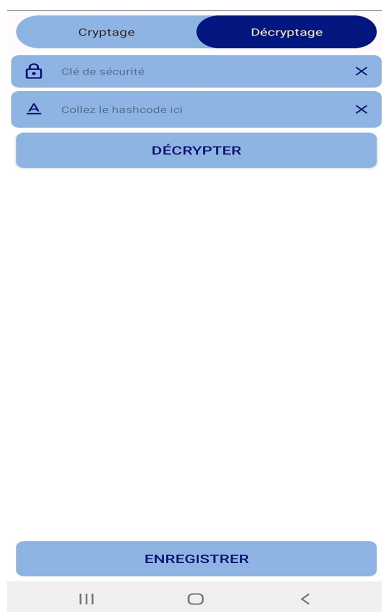 Cryptage
Décryptage
Clé de sécurité
Collez le hashcode ici
DÉCRYPTER
ENREGISTRER